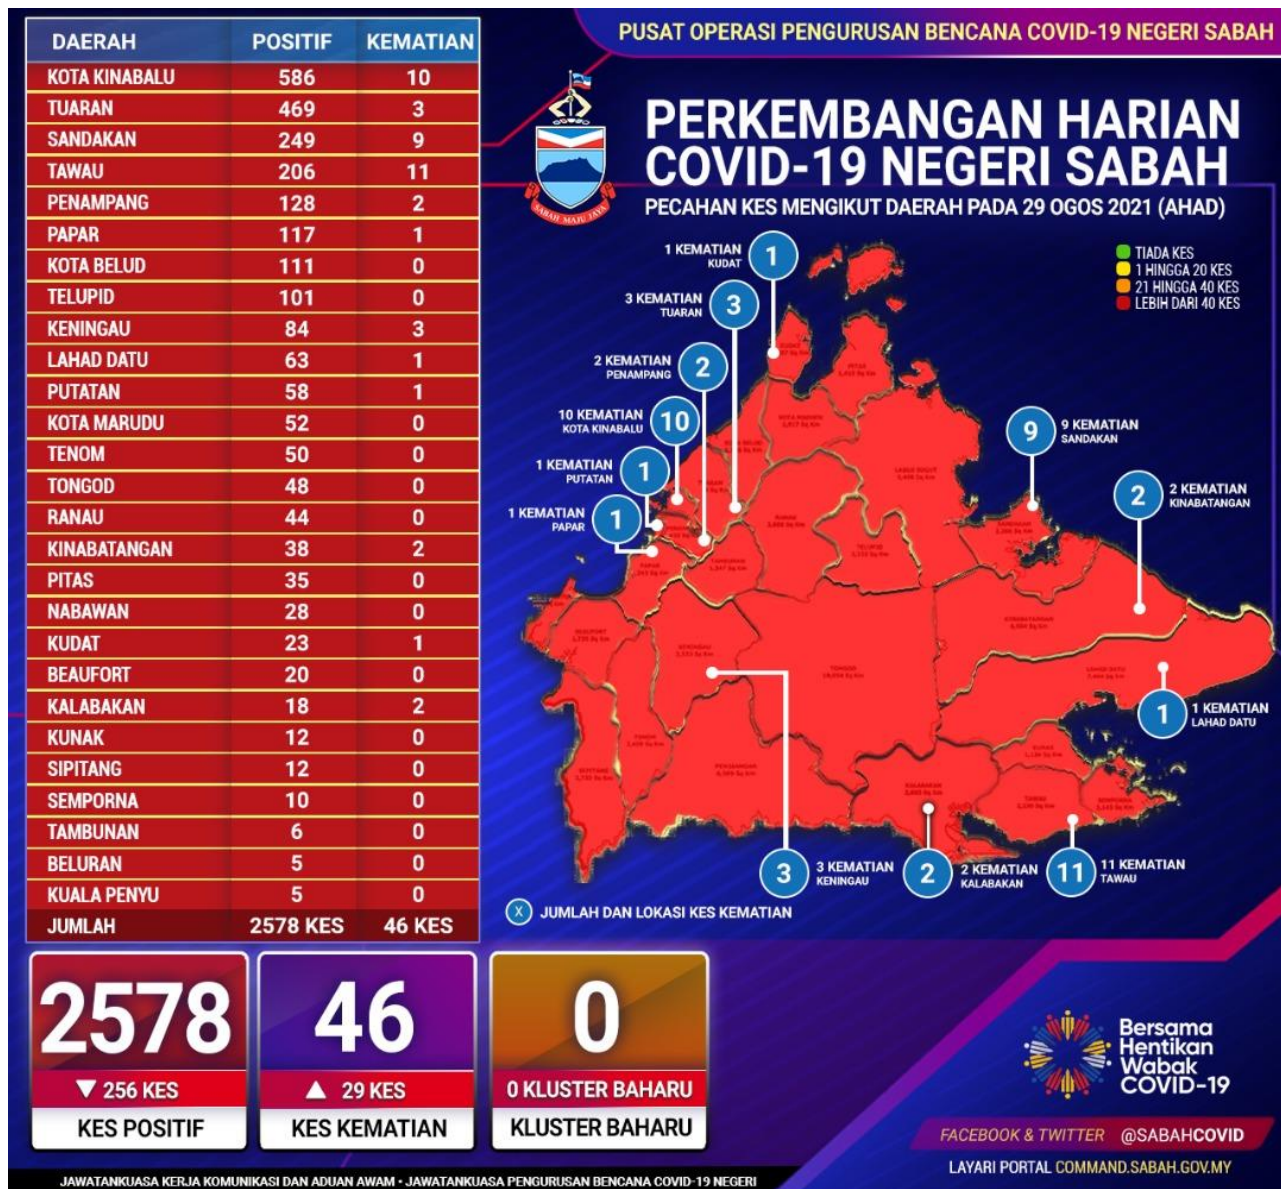 PUSAT OPERASI PENGURUSAN BENCANA COVID-19 NEGERI SABAH
SABAH MAJU JAYA
PERKEMBANGAN HARIAN
COVID-19 NEGERI SABAH
PECAHAN KES MENGIKUT DAERAH PADA 29 OGOS 2021 (AHAD)
DAERAH POSITIF KEMATIAN
KOTA KINABALU 586 10
TUARAN 469 3
SANDAKAN 249 9
TAWAU 206 11
PENAMPANG 128 2
PAPAR 117 1
KOTA BELUD 111 0
TELUPID 101 0
KENINGAU 84 3
LAHAD DATU 63 1
PUTATAN 58 1
KOTA MARUDU 52 0
TENOM 50 0
TONGOD 48 0
RANAU 44 0
KINABATANGAN 38 2
PITAS 35 0
NABAWAN 28 0
KUDAT 23 1
BEAUFORT 20 0
KALABAKAN 18 2
KUNAK 12 0
SIPITANG 12 0
SEMPORNA 10 0
TAMBUNAN 6 0
BELURAN 5 0
KUALA PENYU 5 0
JUMLAH 2578 KES 46 KES
TIADA KES
1 HINGGA 20 KES
21 HINGGA 40 KES
LEBIH DARI 40 KES
1 KEMATIAN
KUDAT
1
3 KEMATIAN
TUARAN
3
2 KEMATIAN
PENAMPANG
2
10 KEMATIAN
KOTA KINABALU
10
1 KEMATIAN
PUTATAN
1
1 KEMATIAN
PAPAR
1
9
9 KEMATIAN
SANDAKAN
2
2 KEMATIAN
KINABATANGAN
1
1 KEMATIAN
LAHAD DATU
3
3 KEMATIAN
KENINGAU
2
2 KEMATIAN
KALABAKAN
11
11 KEMATIAN
TAWAU
X JUMLAH DAN LOKASI KES KEMATIAN
2578
▼ 256 KES
KES POSITIF
46
▲ 29 KES
KES KEMATIAN
0
0 KLUSTER BAHARU
KLUSTER BAHARU
Bersama
Hentikan
Wabak
COVID-19
FACEBOOK & TWITTER @SABAHCOVID
LAYARI PORTAL COMMAND.SABAH.GOV.MY
JAWATANKUASA KERJA KOMUNIKASI DAN ADUAN AWAM • JAWATANKUASA PENGURUSAN BENCANA COVID-19 NEGERI